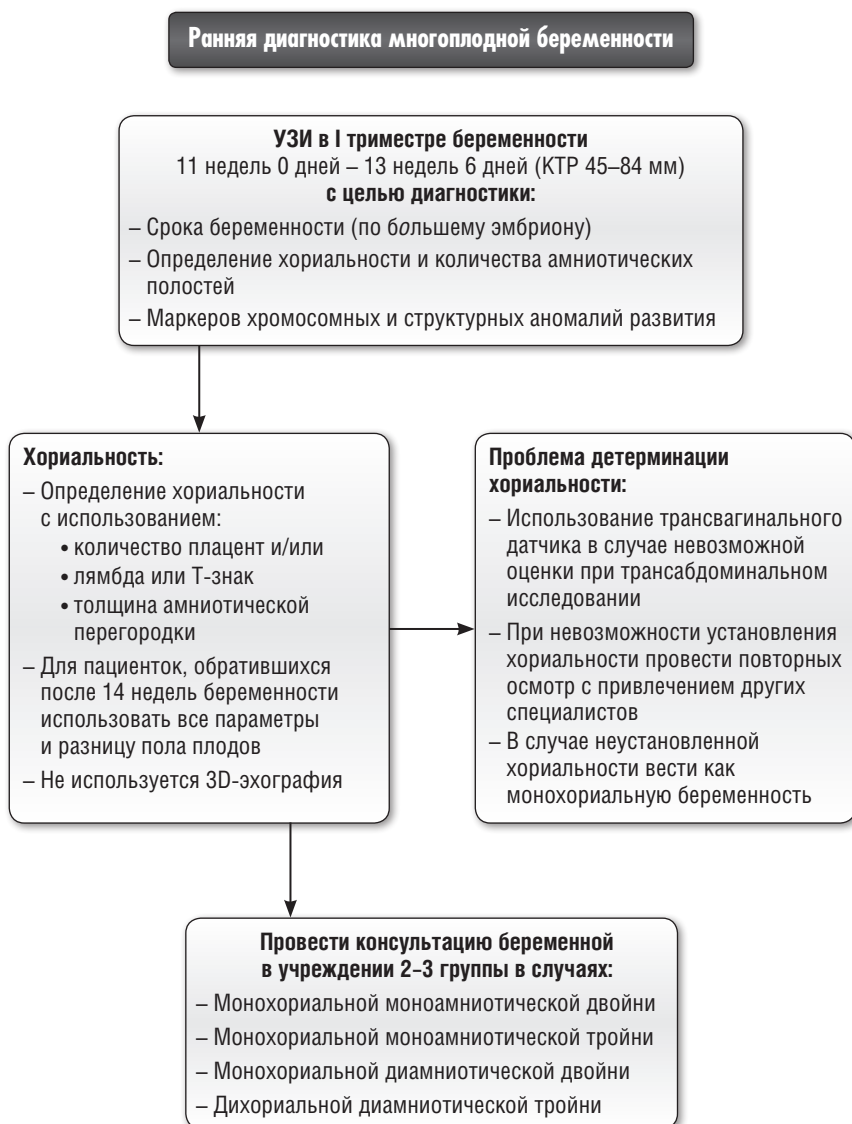 Ранняя диагностика многоплодной беременности
УЗИ в I триместре беременности
11 недель 0 дней – 13 недель 6 дней (КТР 45–84 мм)
с целью диагностики:
– Срока беременности (по большему эмбриону)
– Определение хориальности и количества амниотических
полостей
– Маркеров хромосомных и структурных аномалий развития
Хориальность:
– Определение хориальности
с использованием:
• количество плацент и/или
• лямбда или Т-знак
• толщина амниотической
перегородки
– Для пациенток, обратившихся
после 14 недель беременности
использовать все параметры
и разницу пола плодов
– Не используется 3D-эхография
Проблема детерминации
хориальности:
– Использование трансвагинального
датчика в случае невозможной
оценки при трансабдоминальном
исследовании
– При невозможности установления
хориальности провести повторных
осмотр с привлечением других
специалистов
– В случае неустановленной
хориальности вести как
монохориальную беременность
Провести консультацию беременной
в учреждении 2–3 группы в случаях:
– Монохориальной моноамниотической двойни
– Монохориальной моноамниотической тройни
– Монохориальной диамниотической двойни
– Дихориальной диамниотической тройни